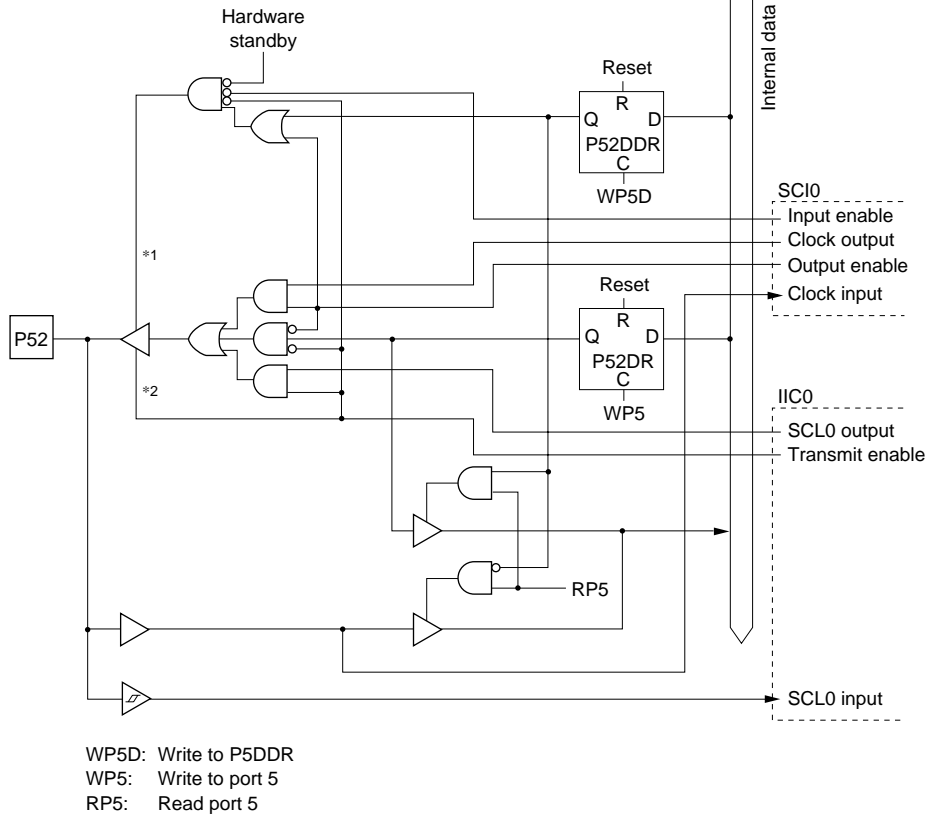 Hardware
standby
Internal data
Reset
R
Q D
P52DDR
C
WP5D
SCI0
Input enable
Clock output
Output enable
Clock input
*1
Reset
R
Q D
P52DR
C
WP5
P52
*2
IIC0
SCL0 output
Transmit enable
RP5
SCL0 input
WP5D: Write to P5DDR
WP5: Write to port 5
RP5: Read port 5